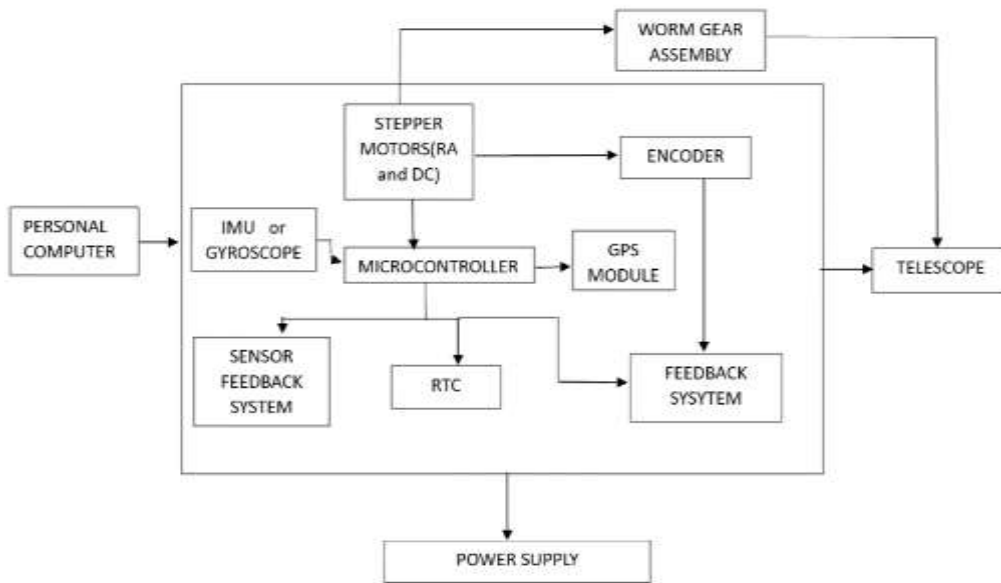 WORM GEAR
ASSEMBLY
STEPPER
MOTORS(RA
and DC)
ENCODER
PERSONAL
COMPUTER
IMU or
GYROSCOPE
MICROCONTROLLER
GPS
MODULE
TELESCOPE
SENSOR
FEEDBACK
SYSTEM
RTC
FEEDBACK
SYSYTEM
POWER SUPPLY